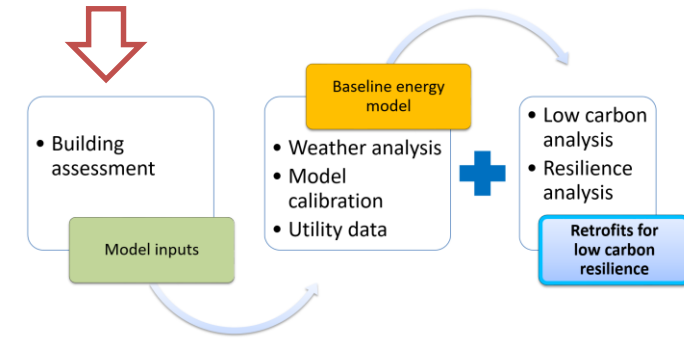 • Building
assessment
Model inputs
Baseline energy
model
• Weather analysis
• Model
calibration
• Utility data
• Low carbon
analysis
• Resilience
analysis
Retrofits for
low carbon
resilience